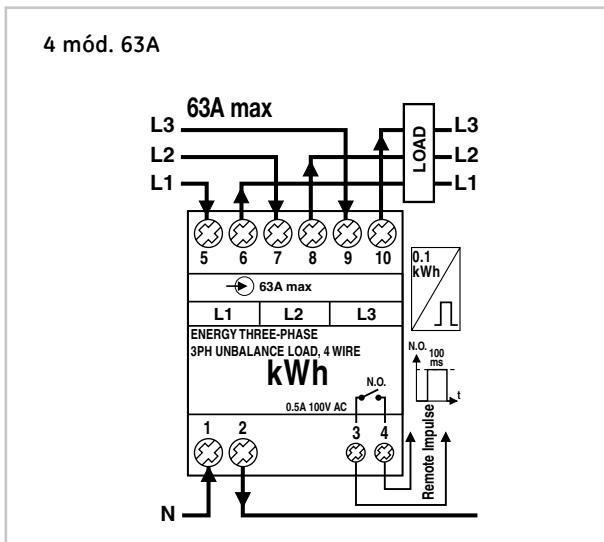 4 mód. 63A
63A max
L3
L2
L1
LOAD
L3
L2
L1
5 6 7 8 9 10
63A max
L1 L2 L3
ENERGY THREE-PHASE
3PH UNBALANCE LOAD, 4 WIRE
kWh
N.O.
0.5A 100V AC
1 2 3 4
N
0.1
kWh
N.O. 100
ms
t
Remote Impulse